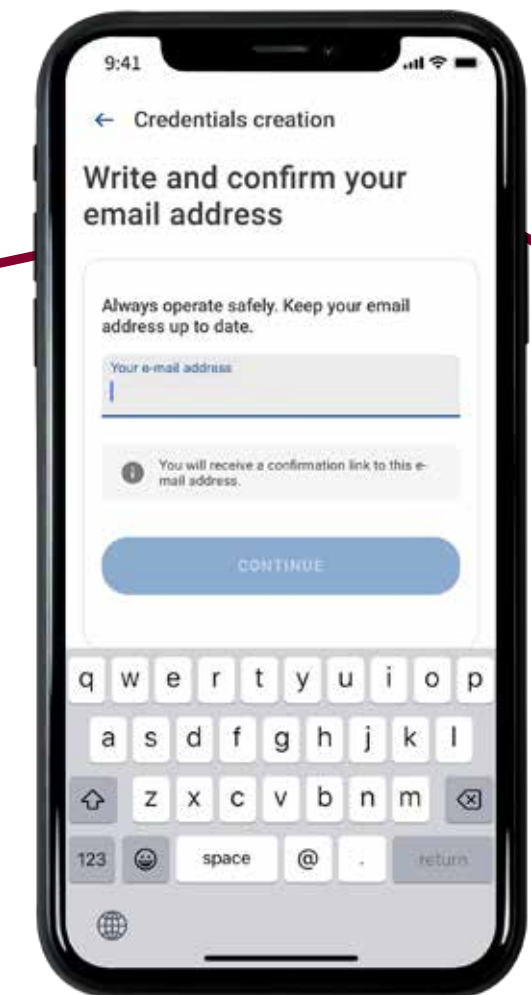 9:41
Credentials creation
Write and confirm your
email address
Always operate safely. Keep your email
address up to date.
Your e-mail address
You will receive a confirmation link to this e-
mail address.
CONTINUE
q w e r t y u i o p
a s d f g h j k l
z x c v b n m
123 space @ . return